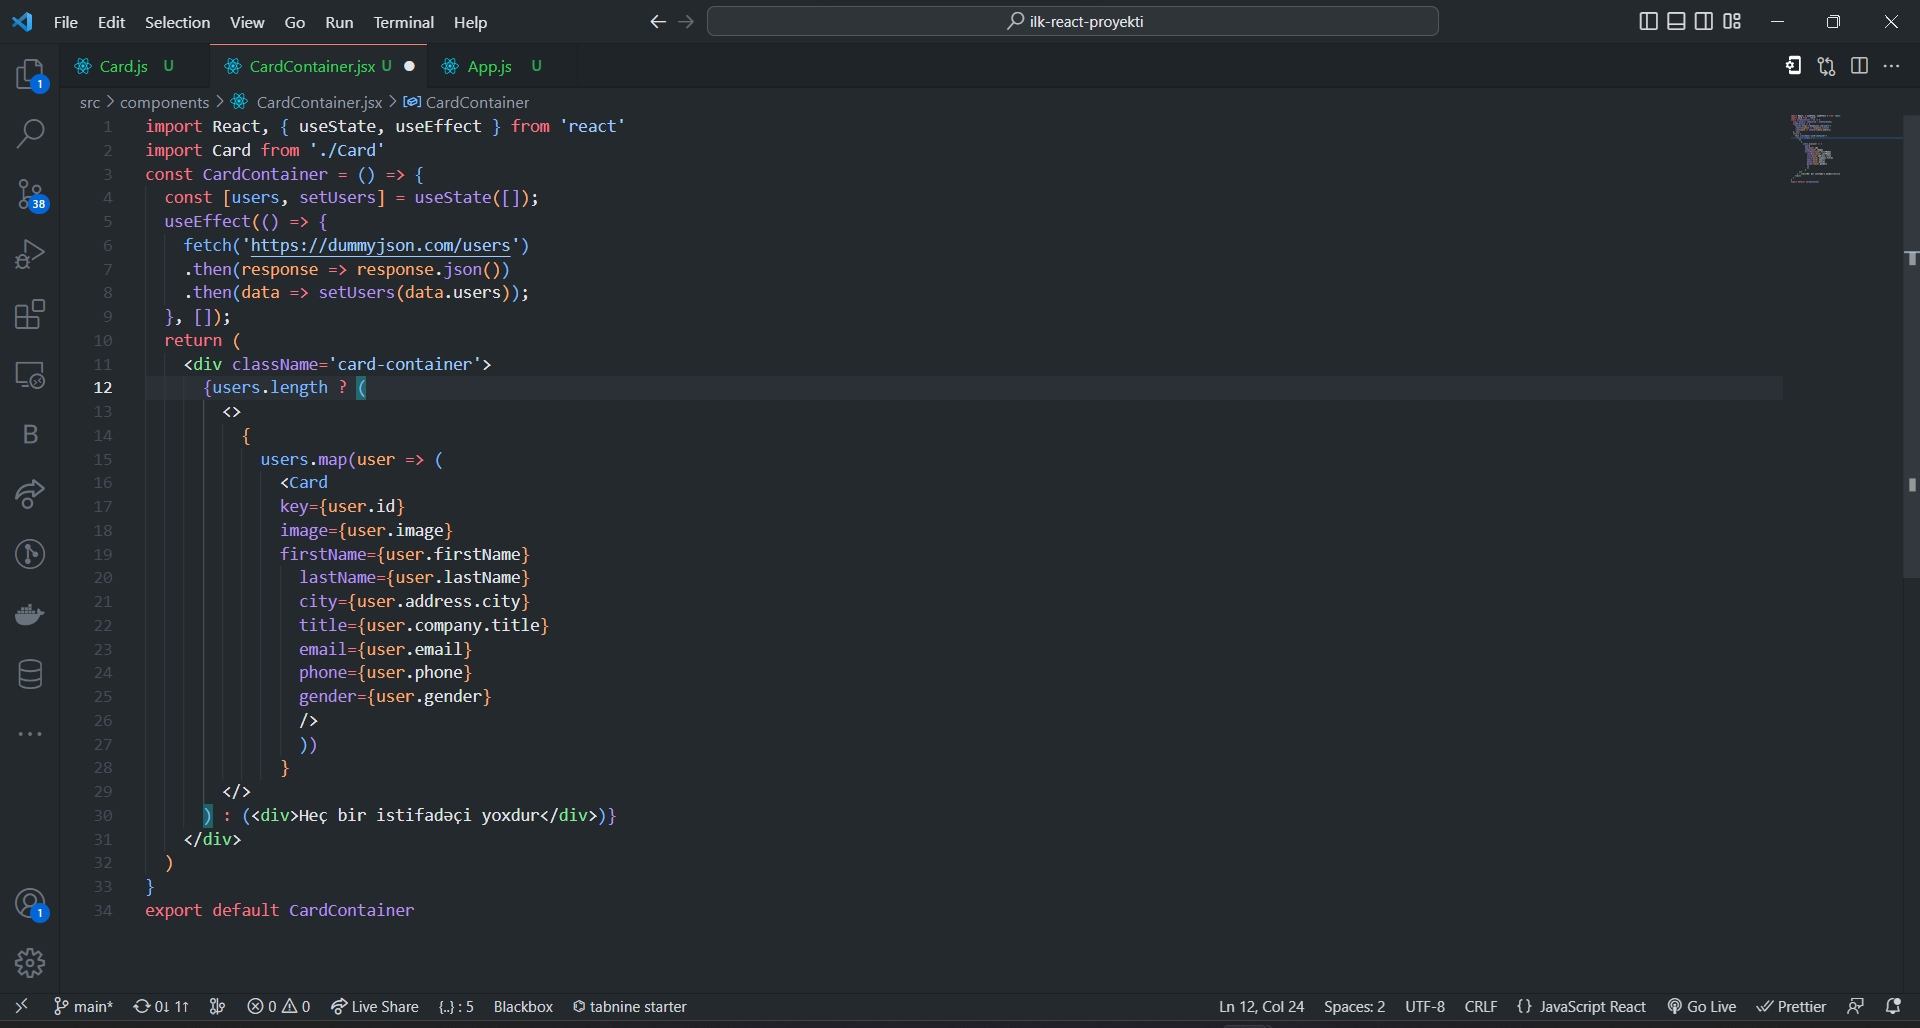 File Edit Selection View Go Run Terminal Help
ilk-react-proyekti
Card.js U
CardContainer.jsx U
App.js U
src > components > CardContainer.jsx > CardContainer
1 import React, { useState, useEffect } from 'react'
2 import Card from './Card'
3 const CardContainer = () => {
4 const [users, setUsers] = useState([]);
5 useEffect(() => {
6 fetch('https://dummyjson.com/users')
7 .then(response => response.json())
8 .then(data => setUsers(data.users));
9 }, []);
10 return (
11 <div className='card-container'>
12 {users.length ? (
13 <>
14 {
15 users.map(user => (
16 <Card
17 key={user.id}
18 image={user.image}
19 firstName={user.firstName}
20 lastName={user.lastName}
21 city={user.address.city}
22 title={user.company.title}
23 email={user.email}
24 phone={user.phone}
25 gender={user.gender}
26 />
27 ))
28 }
29 </>
30 ) : (<div>Heç bir istifadəçi yoxdur</div>)}
31 </div>
32 )
33 }
34 export default CardContainer
1
38
B
1
main* 0↓ 1↑ 0 0 Live Share {..} : 5 Blackbox tabnine starter
Ln 12, Col 24 Spaces: 2 UTF-8 CRLF {} JavaScript React Go Live Prettier